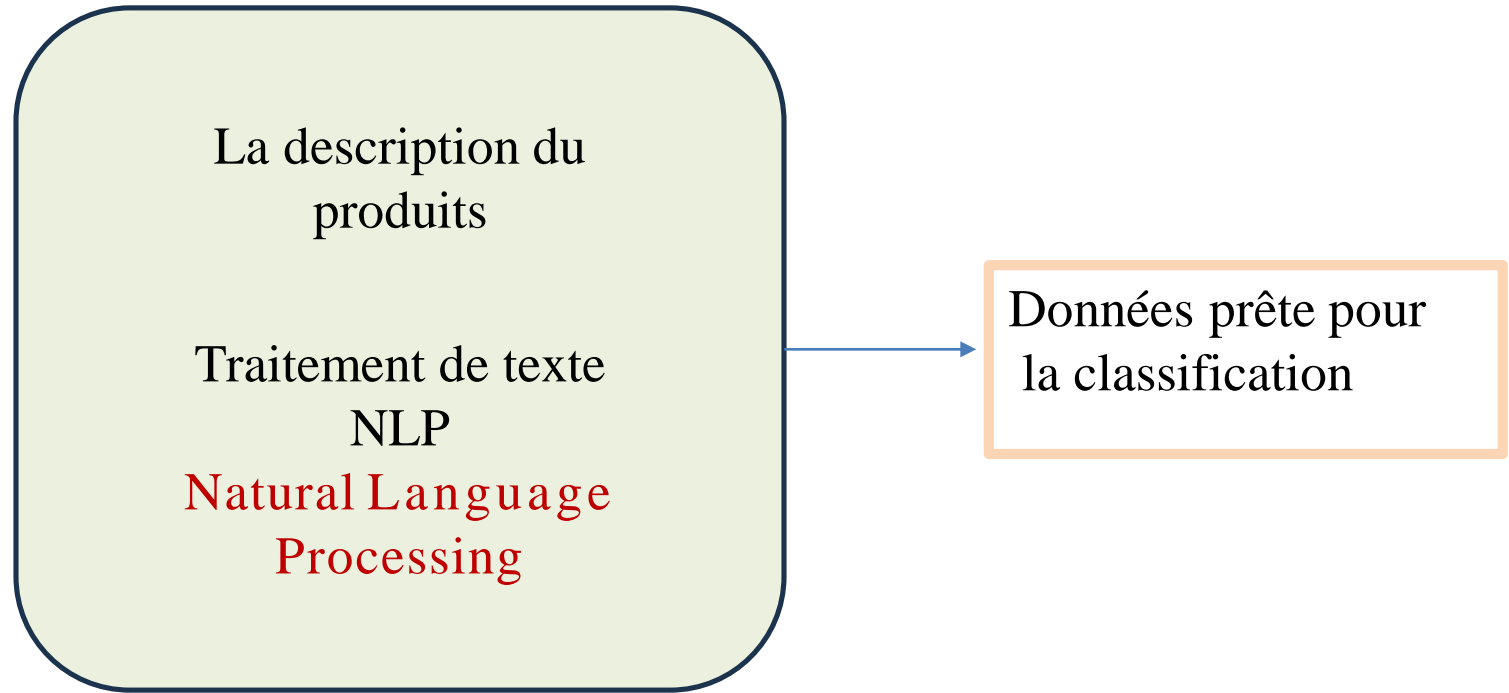 La description du
produits
Traitement de texte
NLP
Natural Language
Processing
Données prête pour
la classification